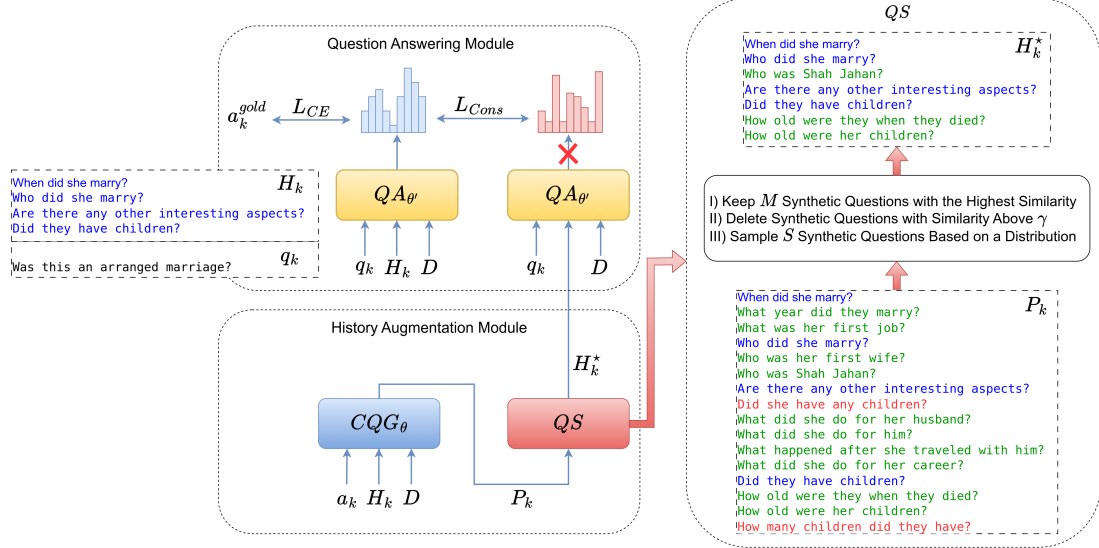 Question Answering Module
a_k^{gold}
L_{CE}
L_{Cons}
QA_{θ'}
QA_{θ'}
q_k
H_k
D
q_k
D
When did she marry?
H_k
Who did she marry?
Are there any other interesting aspects?
Did they have children?
q_k
Was this an arranged marriage?
History Augmentation Module
H_k^⋆
CQG_θ
QS
a_k
H_k
D
P_k
QS
When did she marry?
H_k^⋆
Who did she marry?
Who was Shah Jahan?
Are there any other interesting aspects?
Did they have children?
How old were they when they died?
How old were her children?
I) Keep M Synthetic Questions with the Highest Similarity
II) Delete Synthetic Questions with Similarity Above γ
III) Sample S Synthetic Questions Based on a Distribution
When did she marry?
P_k
What year did they marry?
What was her first job?
Who did she marry?
Who was her first wife?
Who was Shah Jahan?
Are there any other interesting aspects?
Did she have any children?
What did she do for her husband?
What did she do for him?
What happened after she traveled with him?
What did she do for her career?
Did they have children?
How old were they when they died?
How old were her children?
How many children did they have?